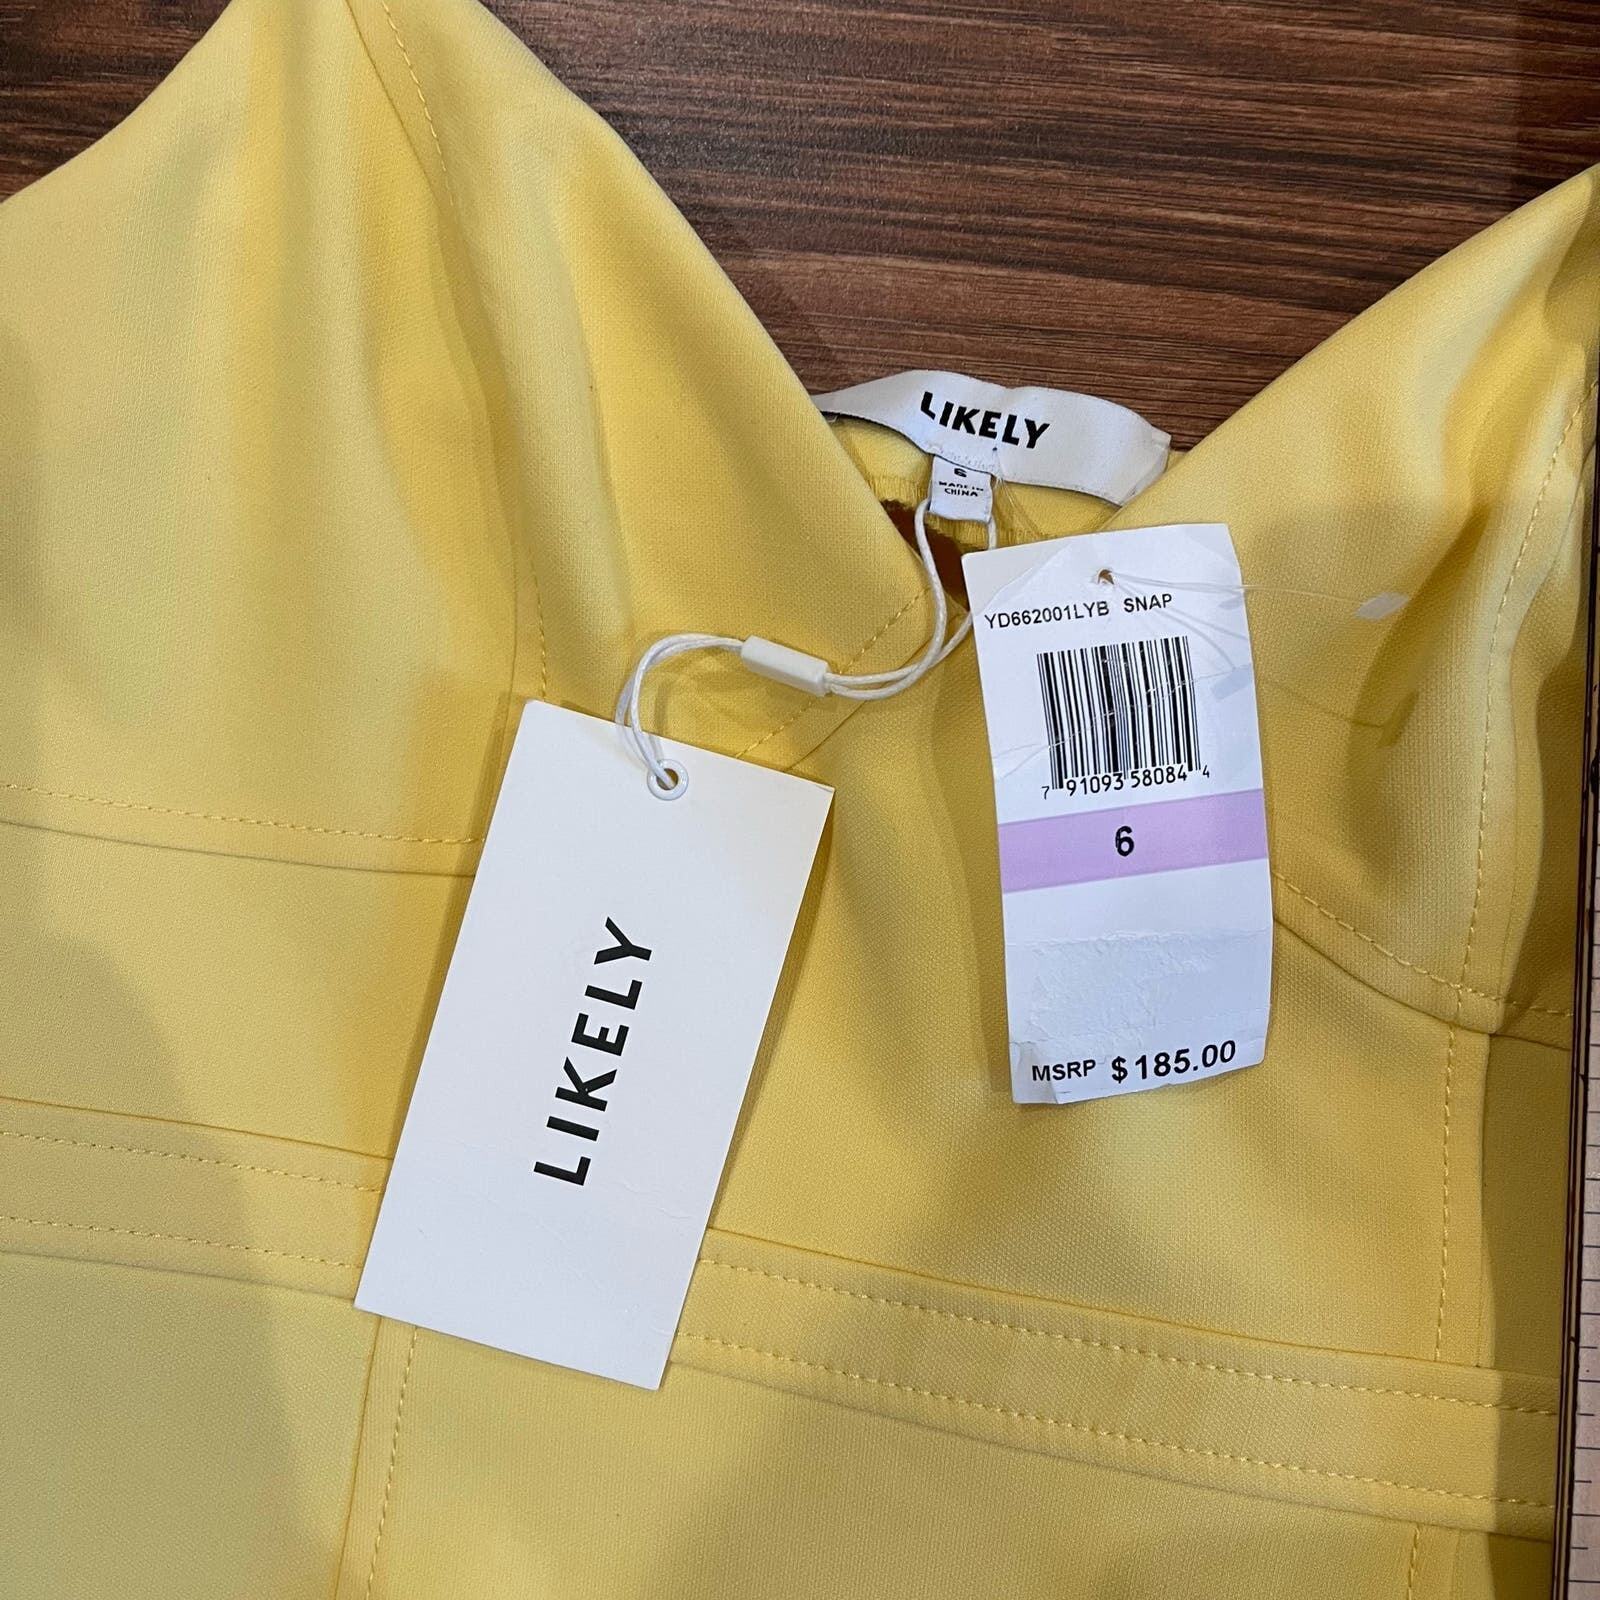 LIKELY
6
MADE IN
CHINA
YD662001LYB SNAP
7 91093 58084 4
6
MSRP $185.00
LIKELY